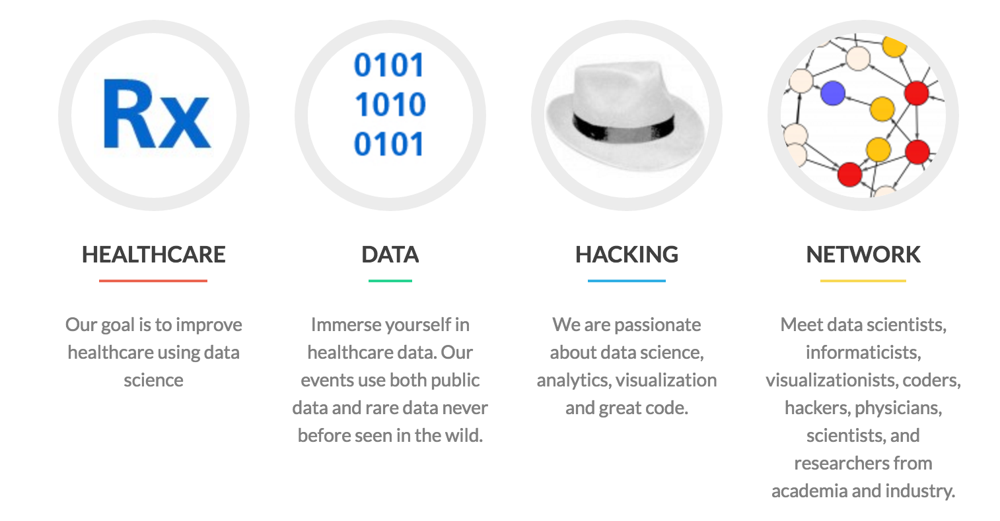 Rx
0101
1010
0101
HEALTHCARE
Our goal is to improve
healthcare using data
science
DATA
Immerse yourself in
healthcare data. Our
events use both public
data and rare data never
before seen in the wild.
HACKING
We are passionate
about data science,
analytics, visualization
and great code.
NETWORK
Meet data scientists,
informaticists,
visualizationists, coders,
hackers, physicians,
scientists, and
researchers from
academia and industry.